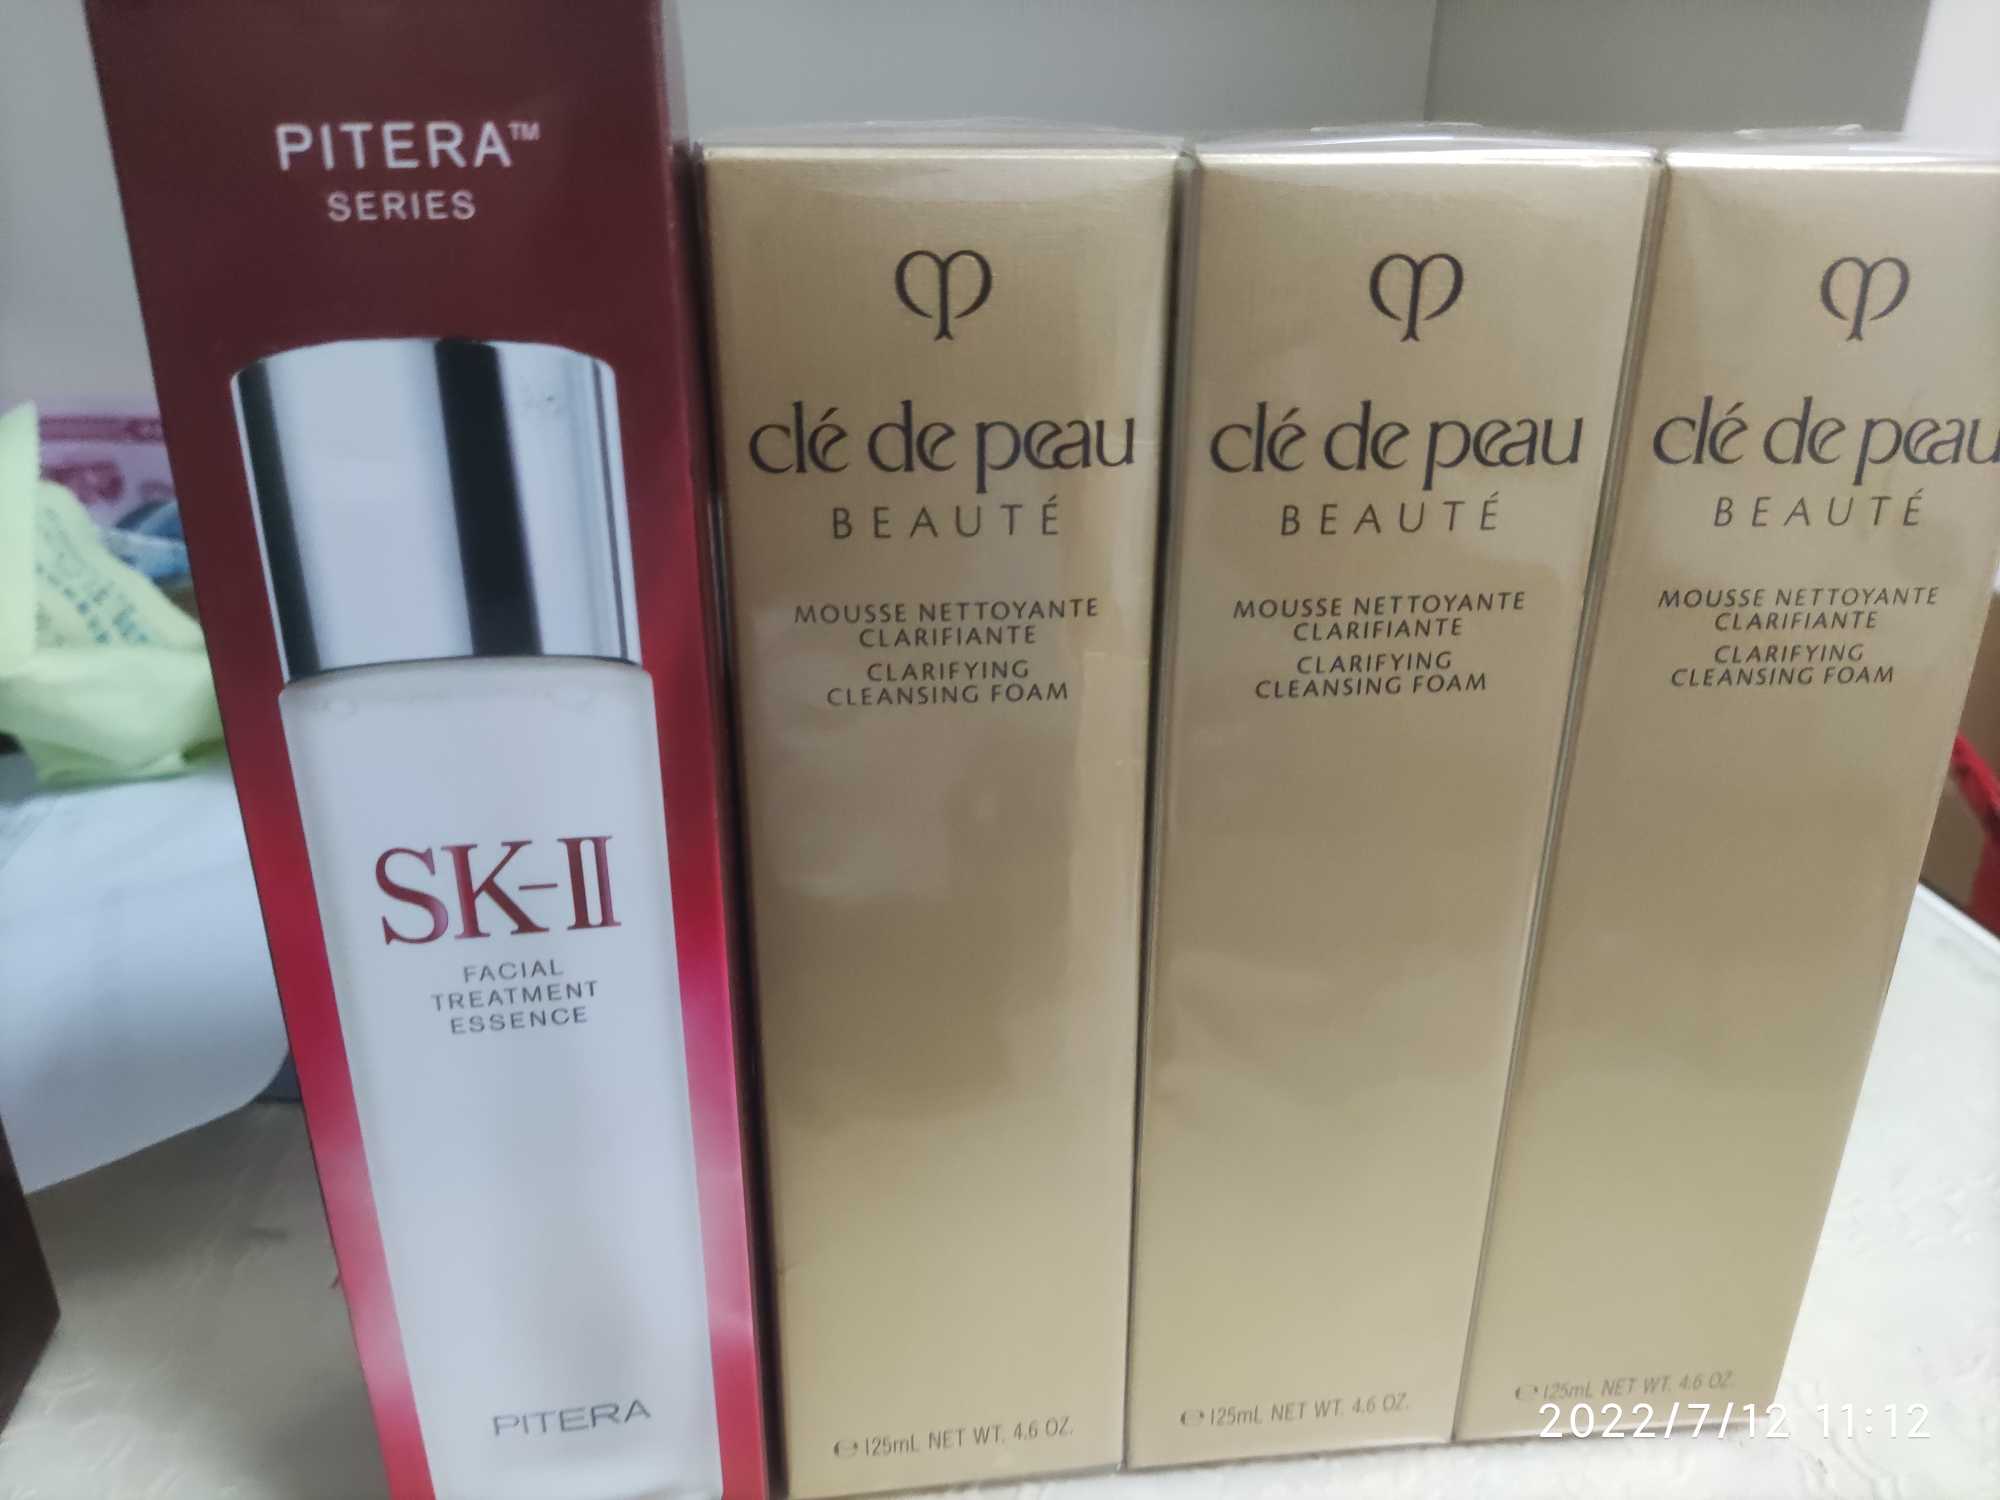 PITERA™
SERIES
SK-II
FACIAL
TREATMENT
ESSENCE
PITERA
clé de peau
BEAUTÉ
MOUSSE NETTOYANTE
CLARIFIANTE
CLARIFYING
CLEANSING FOAM
℮125mL NET WT. 4.6 OZ.
clé de peau
BEAUTÉ
MOUSSE NETTOYANTE
CLARIFIANTE
CLARIFYING
CLEANSING FOAM
℮125mL NET WT. 4.6 OZ.
clé de peau
BEAUTÉ
MOUSSE NETTOYANTE
CLARIFIANTE
CLARIFYING
CLEANSING FOAM
℮125mL NET WT. 4.6 OZ.
2022/7/12 11:12